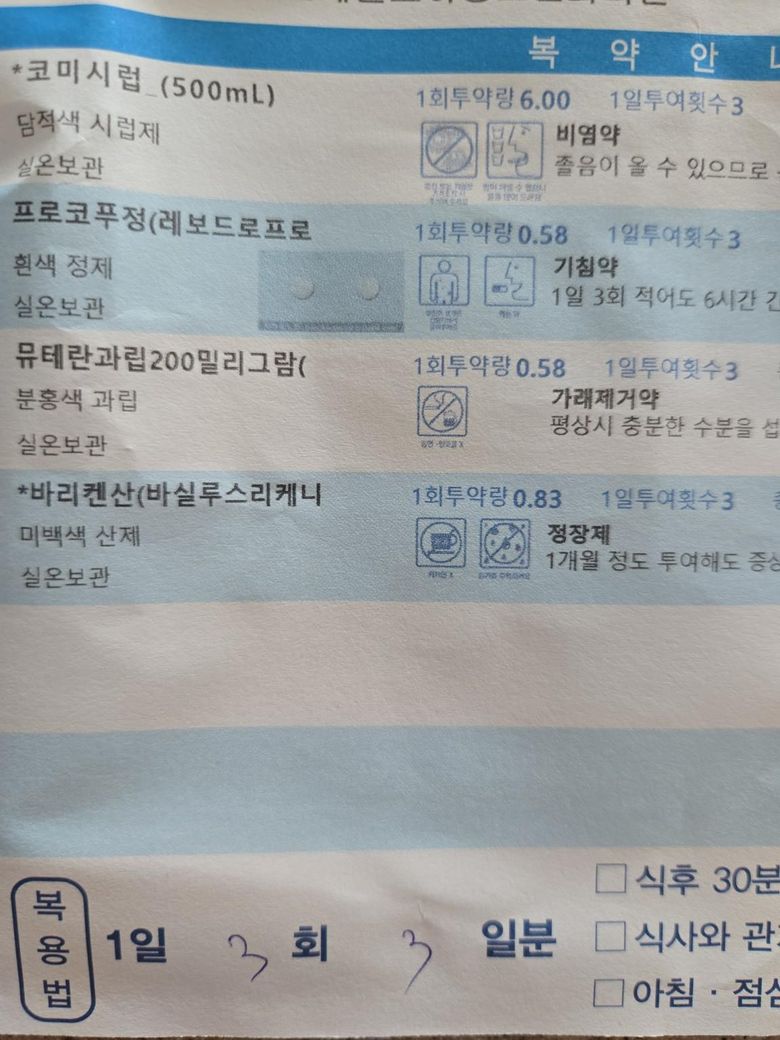 복 약 안
*코미시럽_(500mL)
1회투약량 6.00 1일투여횟수 3
담적색 시럽제
비염약
실온보관
졸음이 올 수 있으므로
프로코푸정(레보드로프로
1회투약량 0.58 1일투여횟수 3
흰색 정제
기침약
실온보관
1일 3회 적어도 6시간 간
뮤테란과립200밀리그람(
1회투약량 0.58 1일투여횟수 3
분홍색 과립
가래제거약
실온보관
평상시 충분한 수분을 섭
*바리켄산(바실루스리케니
1회투약량 0.83 1일투여횟수 3
미백색 산제
정장제
실온보관
1개월 정도 투여해도 증상
복용법
1일 3 회 3 일분
□ 식후 30분
□ 식사와 관
□ 아침 · 점심